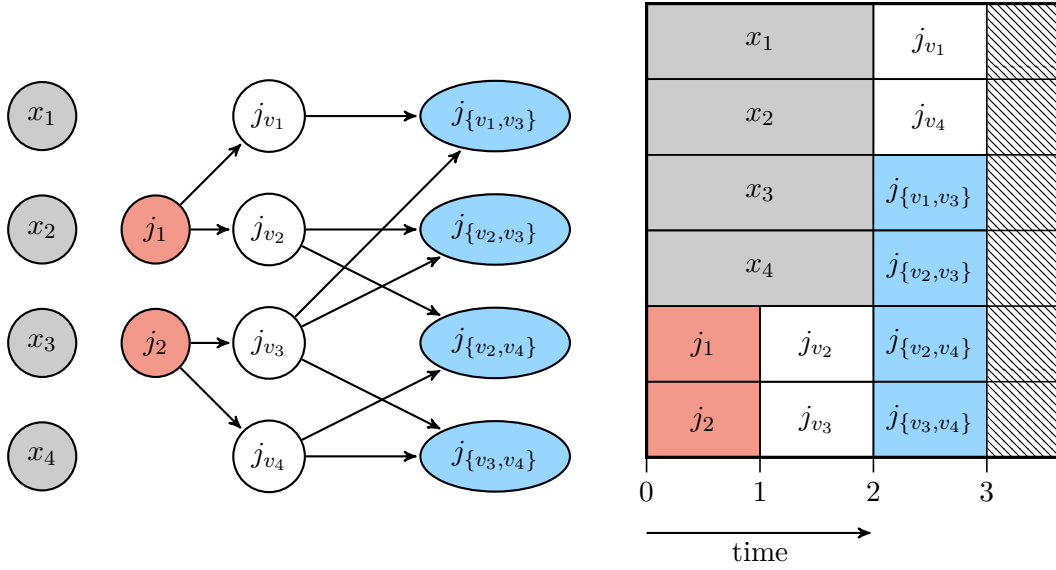 x_1 j_{v_1} j_{\{v_1,v_3\}}
x_2 j_1 j_{v_2} j_{\{v_2,v_3\}}
x_3 j_2 j_{v_3} j_{\{v_2,v_4\}}
x_4 j_{v_4} j_{\{v_3,v_4\}}
x_1 j_{v_1}
x_2 j_{v_4}
x_3 j_{\{v_1,v_3\}}
x_4 j_{\{v_2,v_3\}}
j_1 j_{v_2} j_{\{v_2,v_4\}}
j_2 j_{v_3} j_{\{v_3,v_4\}}
0 1 2 3
time